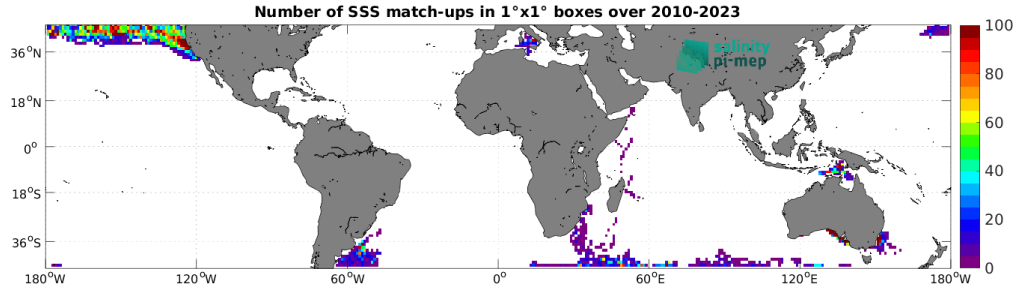 Number of SSS match-ups in 1°x1° boxes over 2010-2023
100
80
60
40
20
0
36°N
18°N
0°
18°S
36°S
salinity
pi-mep
180°W
120°W
60°W
0°
60°E
120°E
180°W